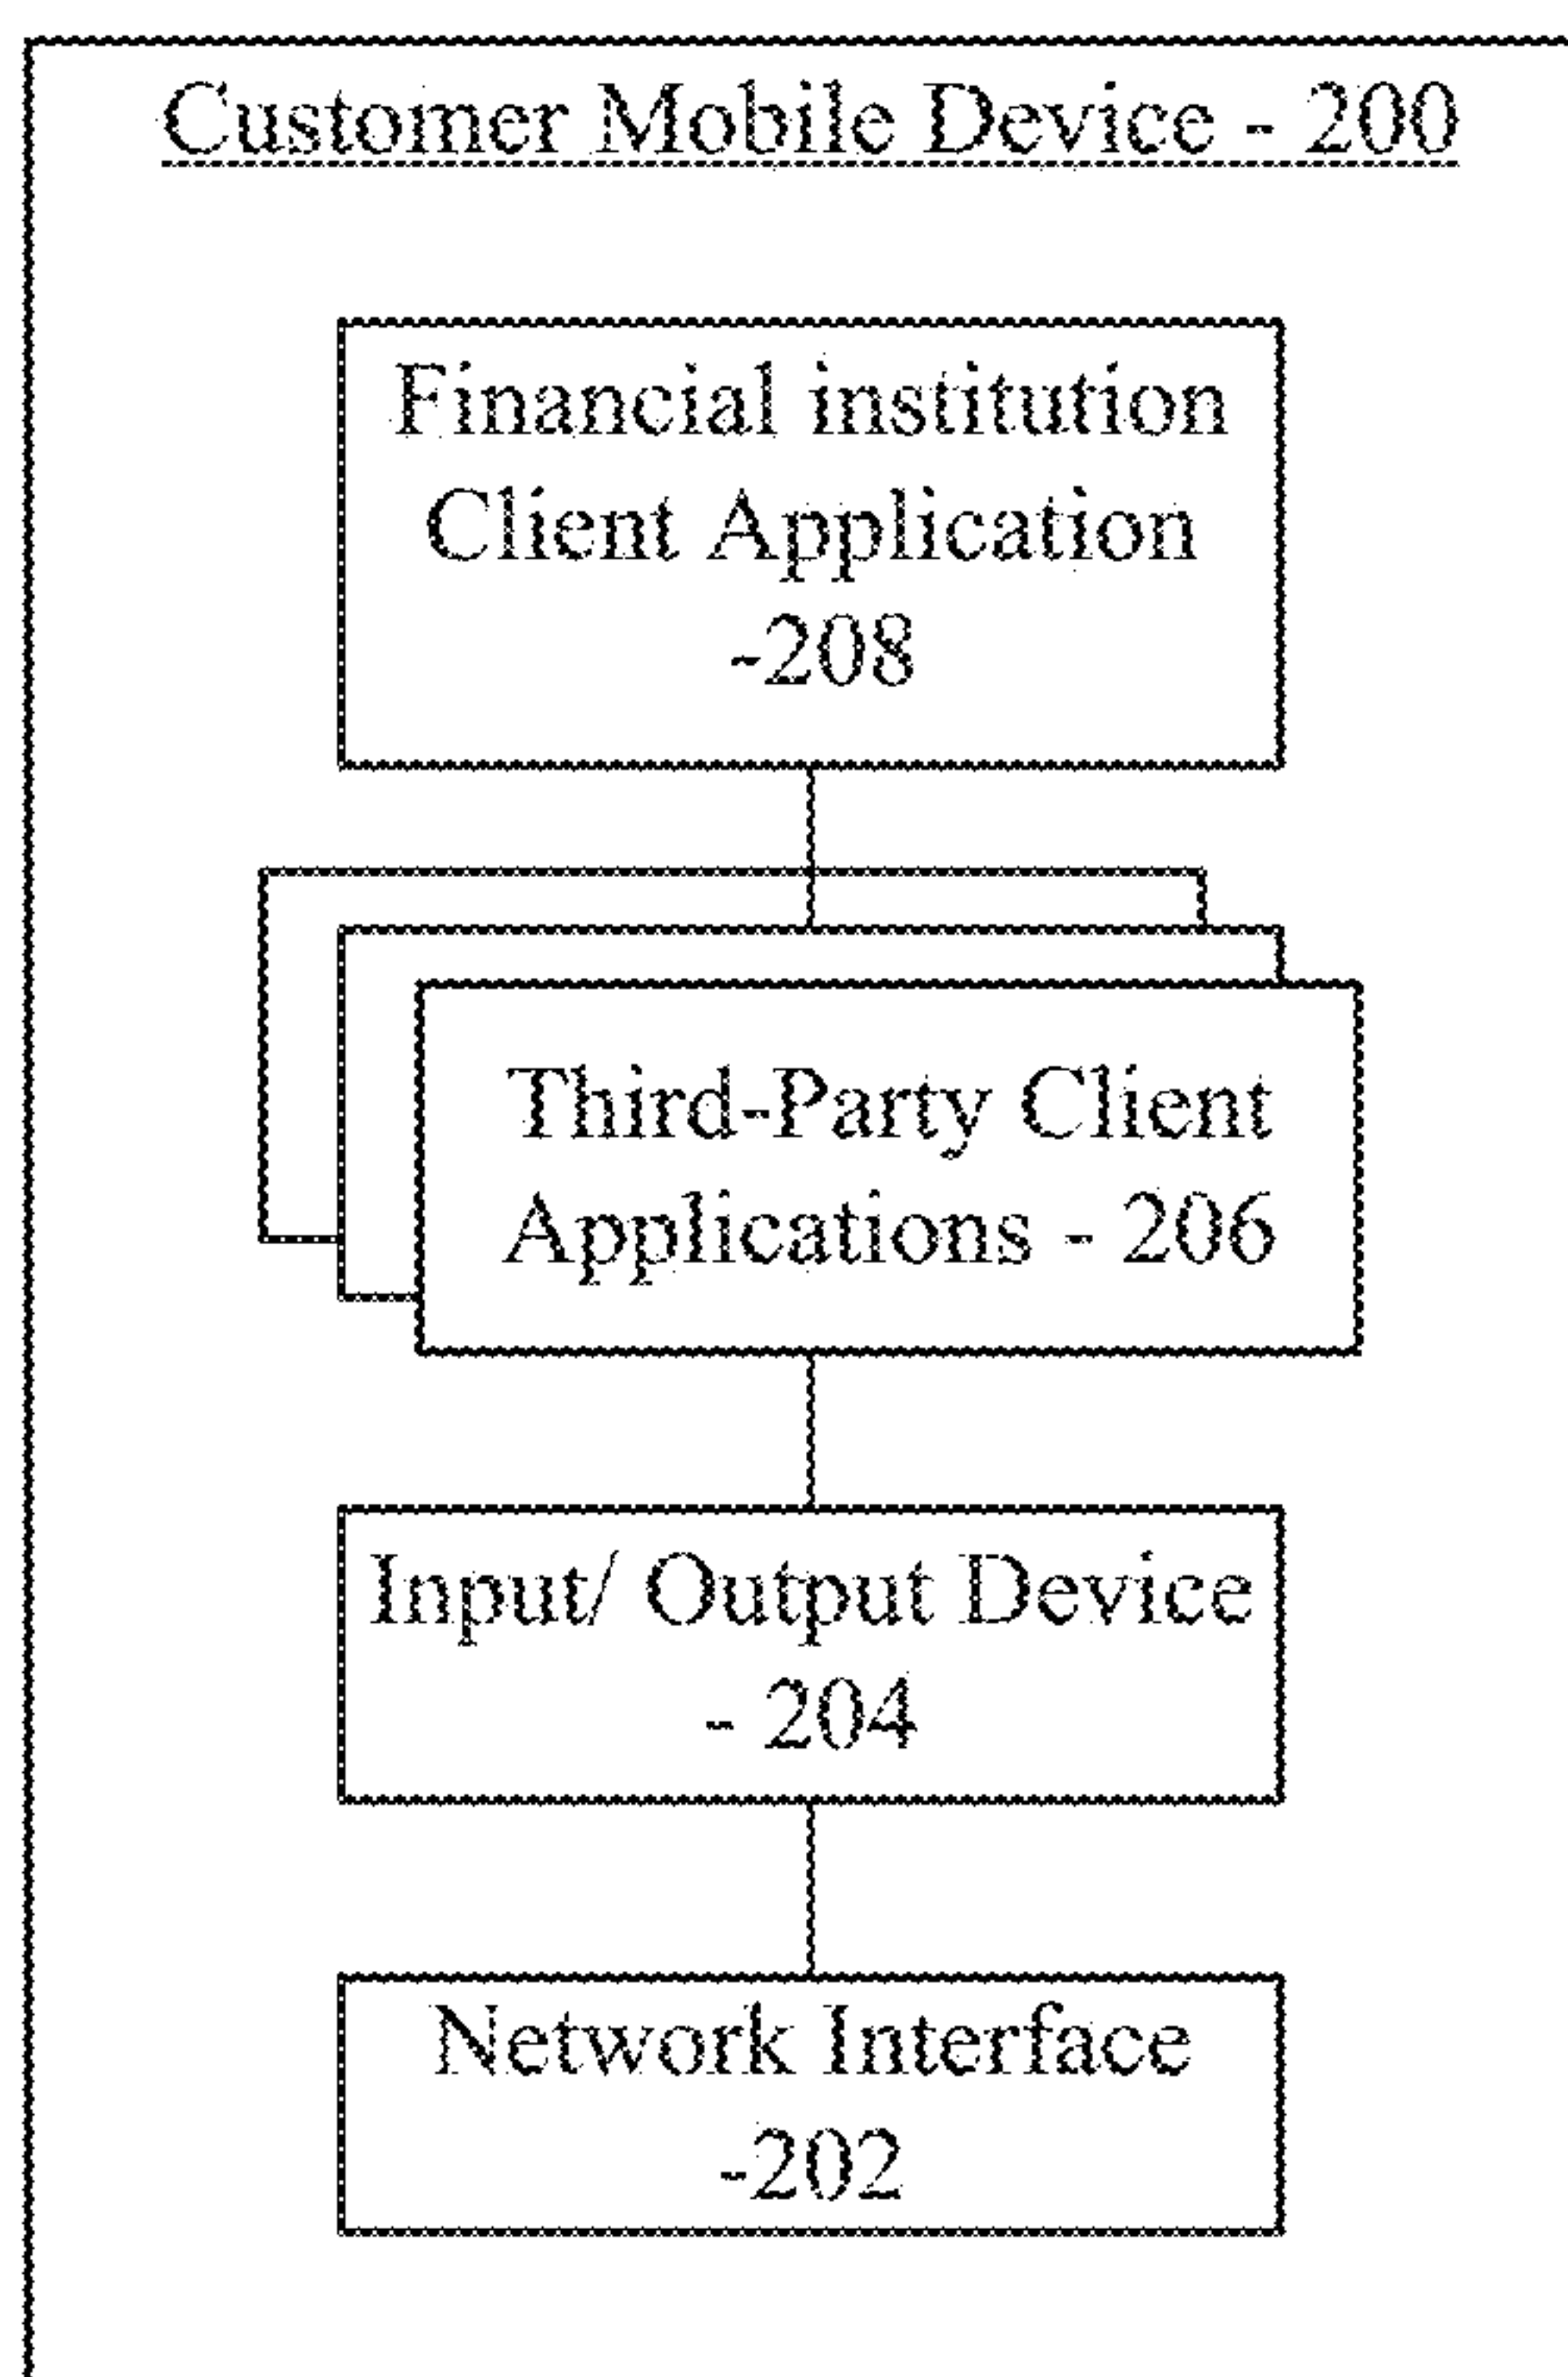 Customer Mobile Device - 200
Financial institution
Client Application
-208
Third-Party Client
Applications - 206
Input/ Output Device
- 204
Network Interface
-202